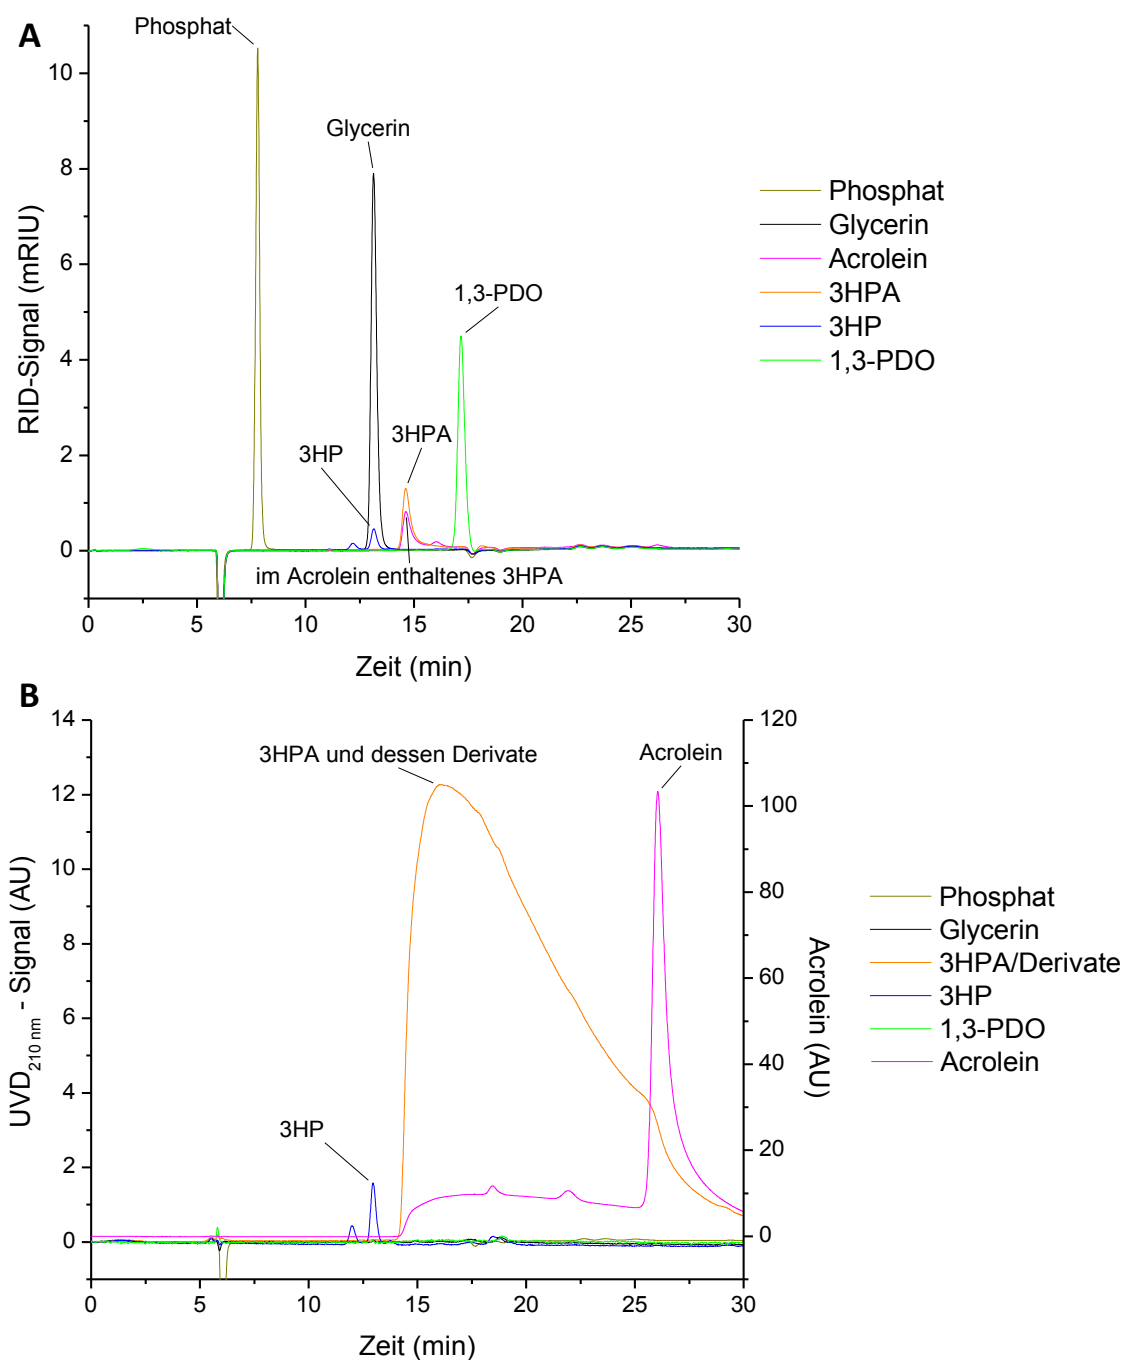 A
Phosphat
Glycerin
1,3-PDO
3HPA
3HP
im Acrolein enthaltenes 3HPA
RID-Signal (mRIU)
10
8
6
4
2
0
0 5 10 15 20 25 30
Zeit (min)
Phosphat
Glycerin
Acrolein
3HPA
3HP
1,3-PDO
B
3HPA und dessen Derivate
Acrolein
3HP
UVD210 nm - Signal (AU)
14
12
10
8
6
4
2
0
120
100
80
60
40
20
0
Acrolein (AU)
0 5 10 15 20 25 30
Zeit (min)
Phosphat
Glycerin
3HPA/Derivate
3HP
1,3-PDO
Acrolein